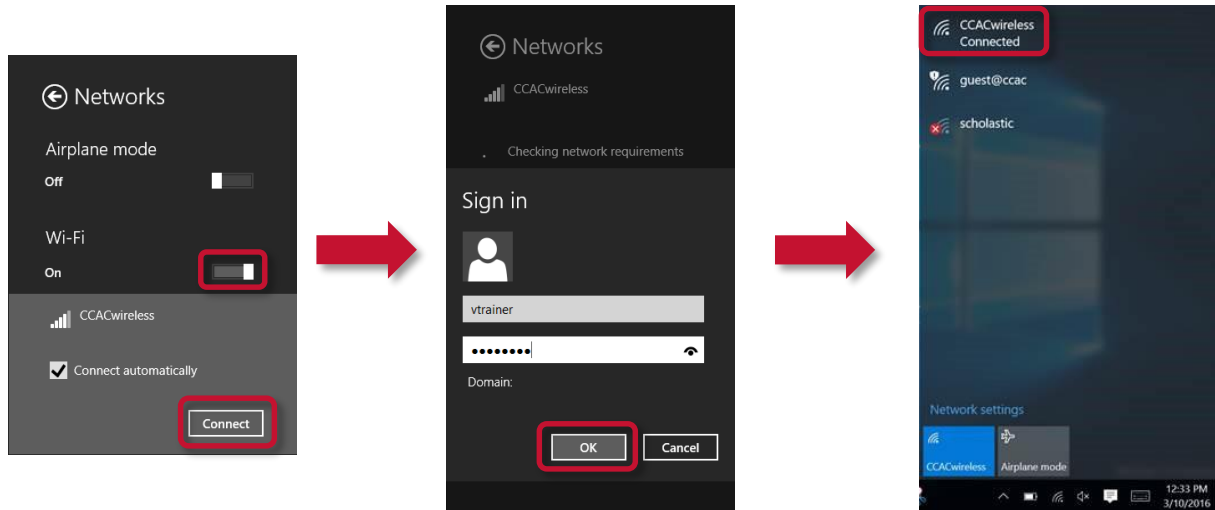 Networks
Airplane mode
Off
Wi-Fi
On
CCACwireless
Connect automatically
Connect
Networks
CCACwireless
Checking network requirements
Sign in
vtrainer
••••••••
Domain:
OK
Cancel
CCACwireless
Connected
guest@ccac
scholastic
Network settings
CCACwireless
Airplane mode
12:33 PM
3/10/2016